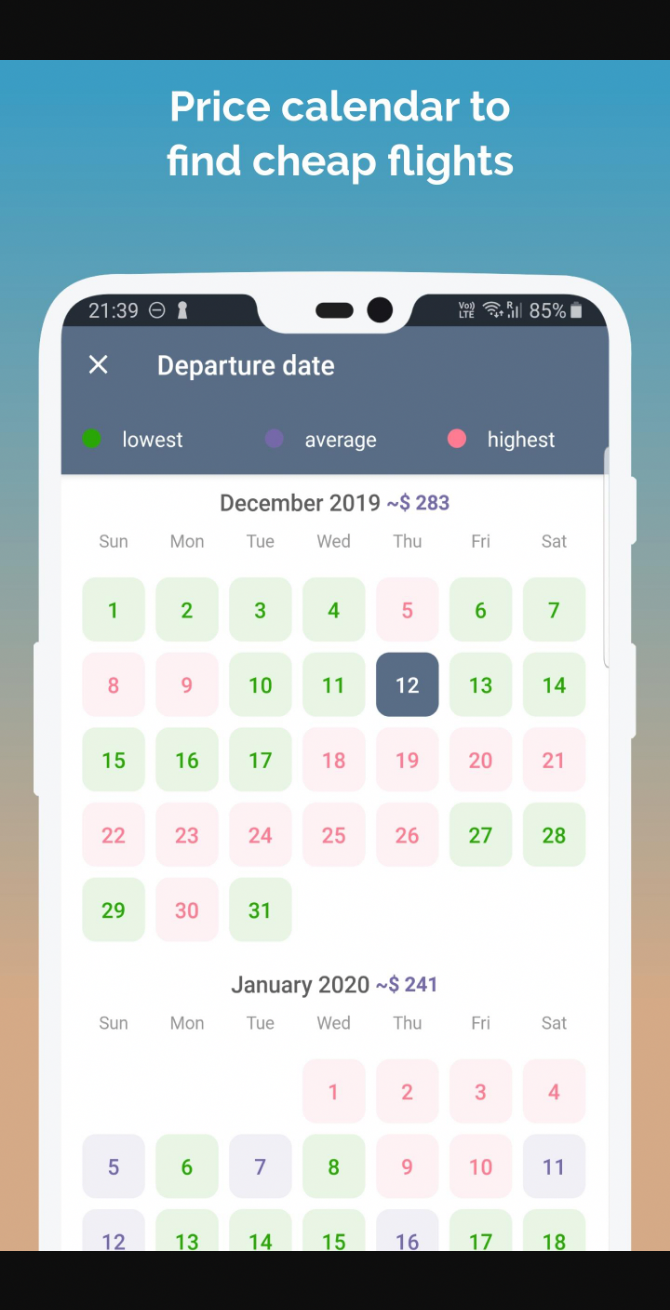 Price calendar to
find cheap flights
21:39 Vo)) LTE R 85%
Departure date
lowest average highest
December 2019 ~$ 283
Sun Mon Tue Wed Thu Fri Sat
1 2 3 4 5 6 7
8 9 10 11 12 13 14
15 16 17 18 19 20 21
22 23 24 25 26 27 28
29 30 31
January 2020 ~$ 241
Sun Mon Tue Wed Thu Fri Sat
1 2 3 4
5 6 7 8 9 10 11
12 13 14 15 16 17 18